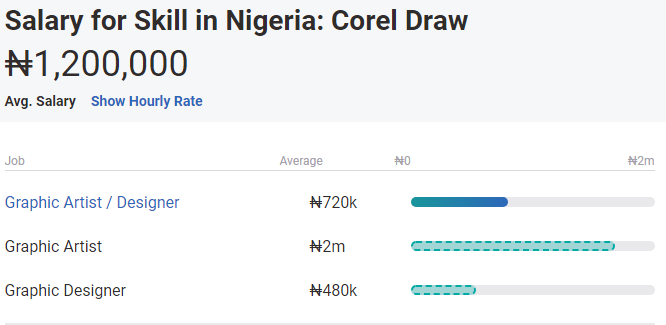 Salary for Skill in Nigeria: Corel Draw
₦1,200,000
Avg. Salary Show Hourly Rate
Job Average ₦0 ₦2m
Graphic Artist / Designer ₦720k
Graphic Artist ₦2m
Graphic Designer ₦480k